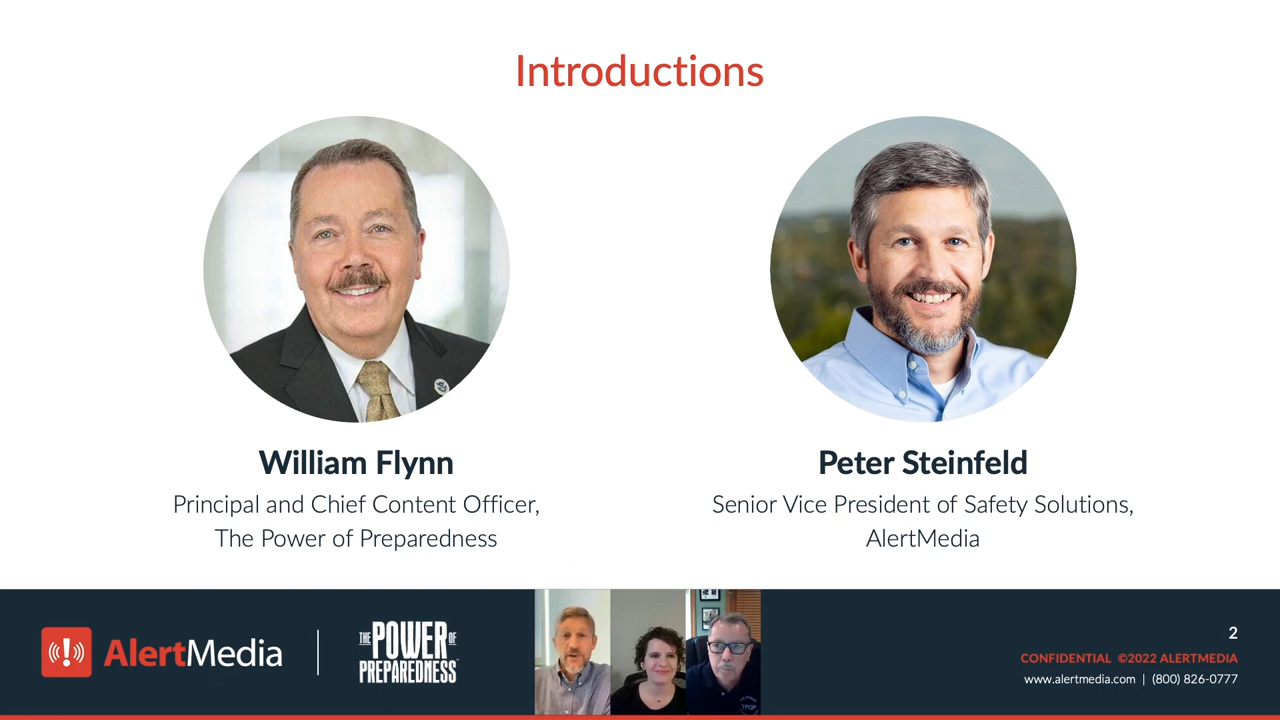 Introductions
William Flynn
Principal and Chief Content Officer,
The Power of Preparedness
Peter Steinfeld
Senior Vice President of Safety Solutions,
AlertMedia
AlertMedia
THE POWER OF
PREPAREDNESS
TPOP
2
CONFIDENTIAL ©2022 ALERTMEDIA
www.alertmedia.com | (800) 826-0777